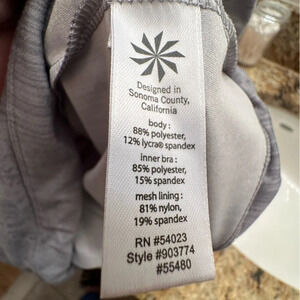 Designed in
Sonoma County,
California
body :
88% polyester,
12% lycra® spandex
inner bra :
85% polyester,
15% spandex
mesh lining :
81% nylon,
19% spandex
RN #54023
Style #903774
#55480